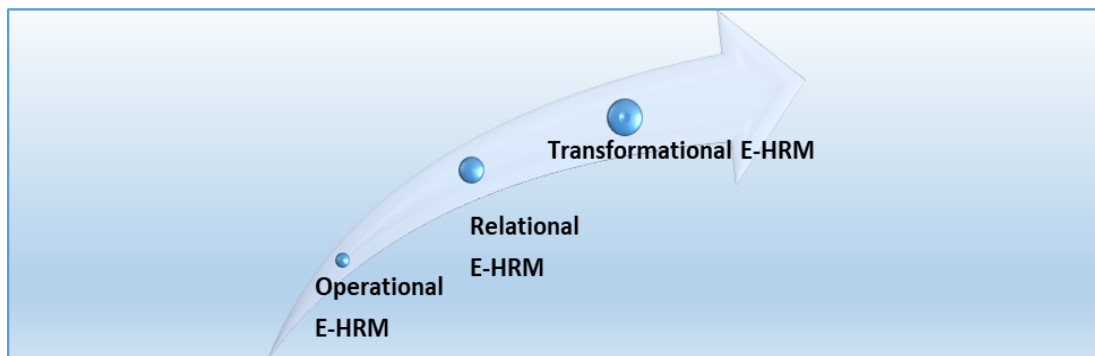 Transformational E-HRM
Relational
E-HRM
Operational
E-HRM